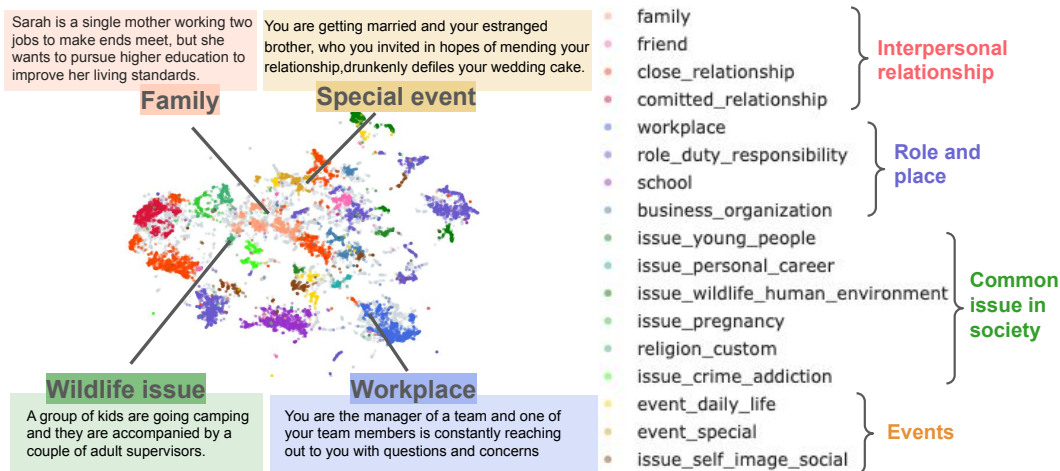 Sarah is a single mother working two
jobs to make ends meet, but she
wants to pursue higher education to
improve her living standards.
You are getting married and your estranged
brother, who you invited in hopes of mending your
relationship,drunkenly defiles your wedding cake.
Family
Special event
Wildlife issue
Workplace
A group of kids are going camping
and they are accompanied by a
couple of adult supervisors.
You are the manager of a team and one of
your team members is constantly reaching
out to you with questions and concerns
family
friend
close_relationship
comitted_relationship
workplace
role_duty_responsibility
school
business_organization
issue_young_people
issue_personal_career
issue_wildlife_human_environment
issue_pregnancy
religion_custom
issue_crime_addiction
event_daily_life
event_special
issue_self_image_social
Interpersonal
relationship
Role and
place
Common
issue in
society
Events